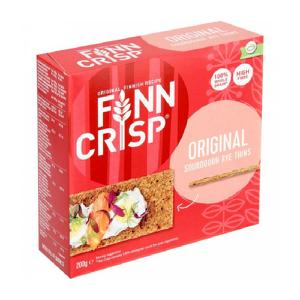 ORIGINAL FINNISH RECIPE
FINN
CRISP®
100%
WHOLE
GRAIN
HIGH
FIBRE
ORIGINAL
SOURDOUGH RYE THINS
200g ℮